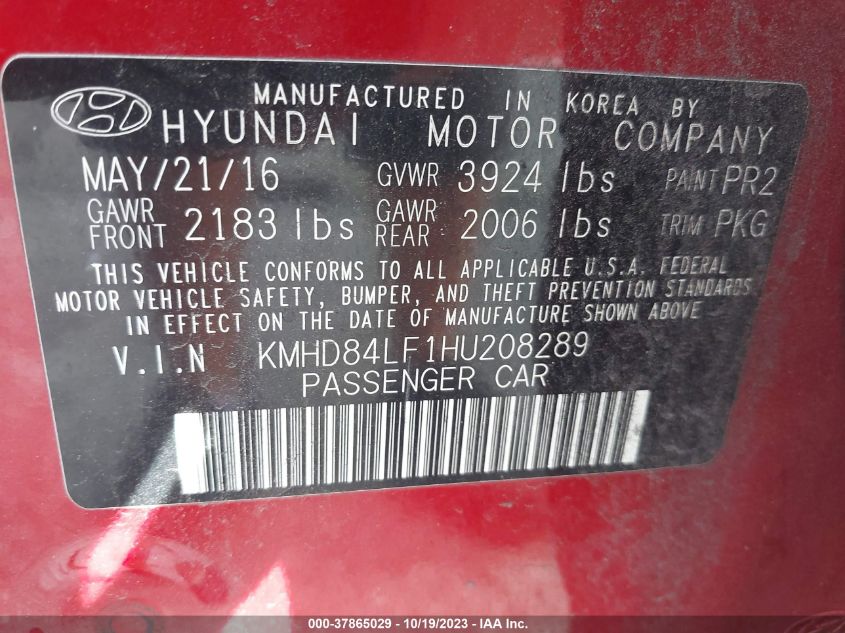 MANUFACTURED IN KOREA BY
HYUNDAI MOTOR COMPANY
MAY/21/16 GVWR 3924 lbs PAINT PR2
GAWR FRONT 2183 lbs GAWR REAR 2006 lbs TRIM PKG
THIS VEHICLE CONFORMS TO ALL APPLICABLE U.S.A. FEDERAL
MOTOR VEHICLE SAFETY, BUMPER, AND THEFT PREVENTION STANDARDS
IN EFFECT ON THE DATE OF MANUFACTURE SHOWN ABOVE
V.I.N KMHD84LF1HU208289
PASSENGER CAR
000-37865029 - 10/19/2023 - IAA Inc.